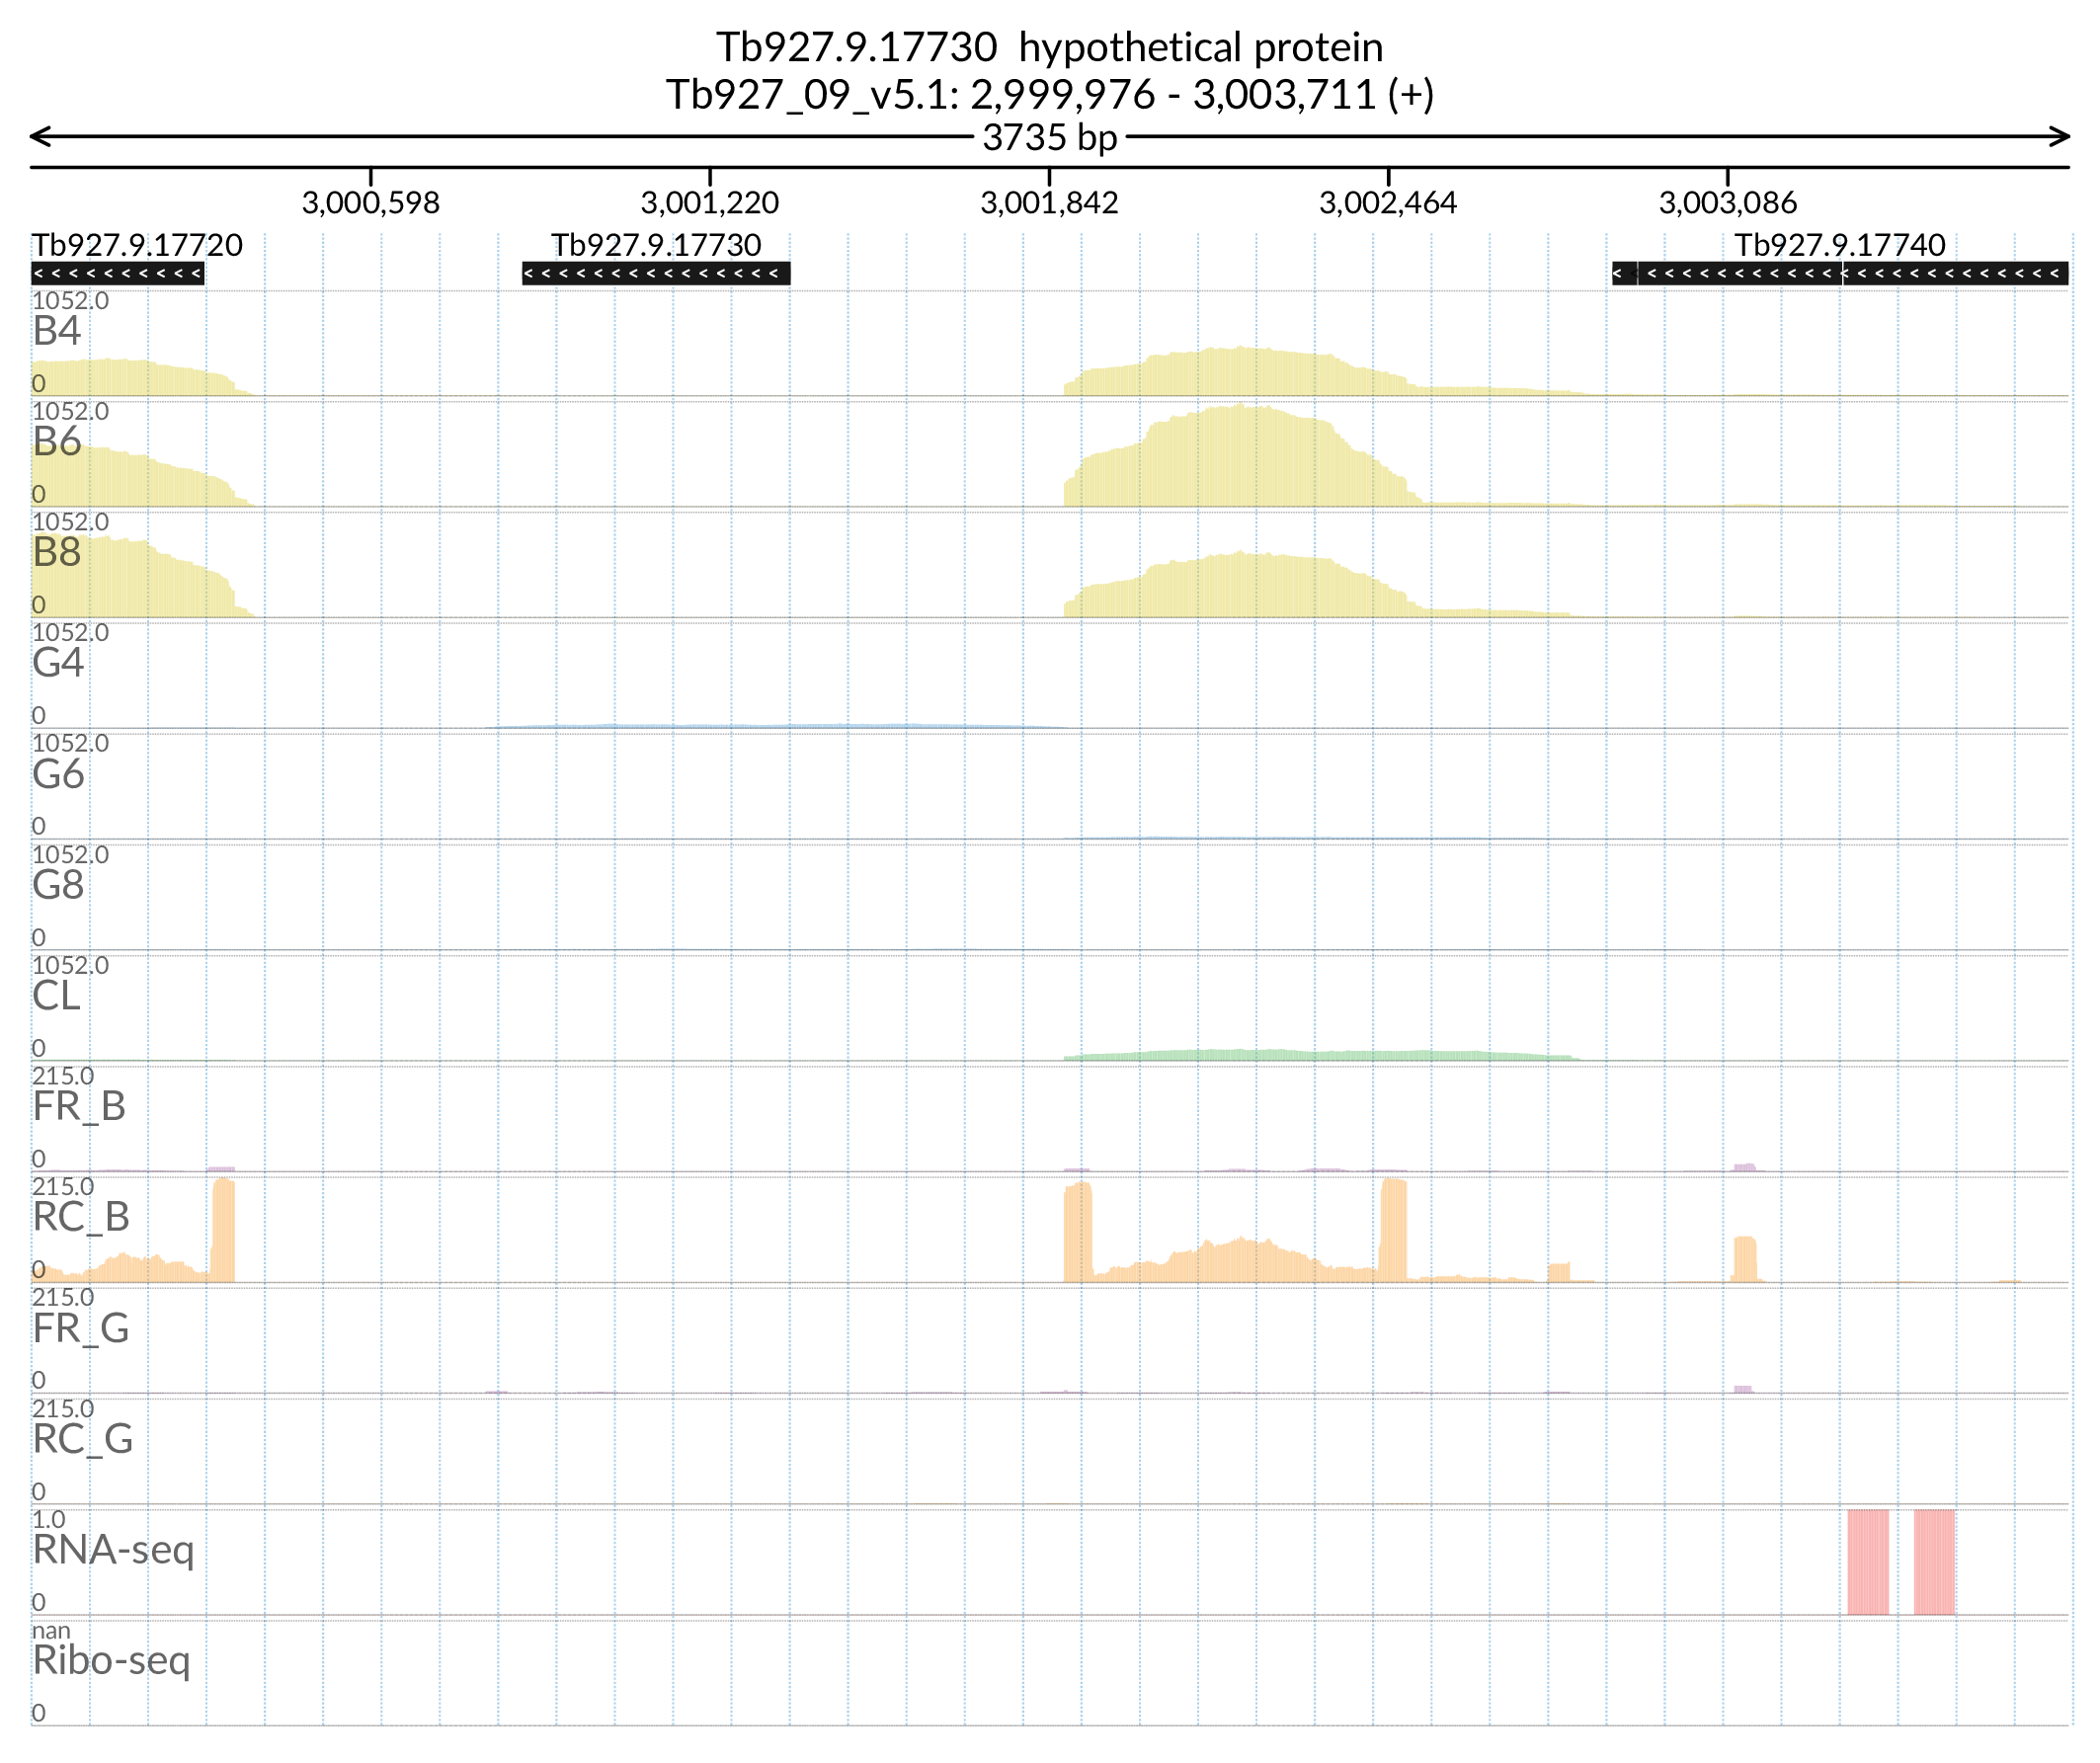 Tb927.9.17730 hypothetical protein
Tb927_09_v5.1: 2,999,976 - 3,003,711 (+)
3735 bp
3,000,598 3,001,220 3,001,842 3,002,464 3,003,086
Tb927.9.17720 Tb927.9.17730 Tb927.9.17740
1052.0
B4
0
1052.0
B6
0
1052.0
B8
0
1052.0
G4
0
1052.0
G6
0
1052.0
G8
0
1052.0
CL
0
215.0
FR_B
0
215.0
RC_B
0
215.0
FR_G
0
215.0
RC_G
0
1.0
RNA-seq
0
nan
Ribo-seq
0